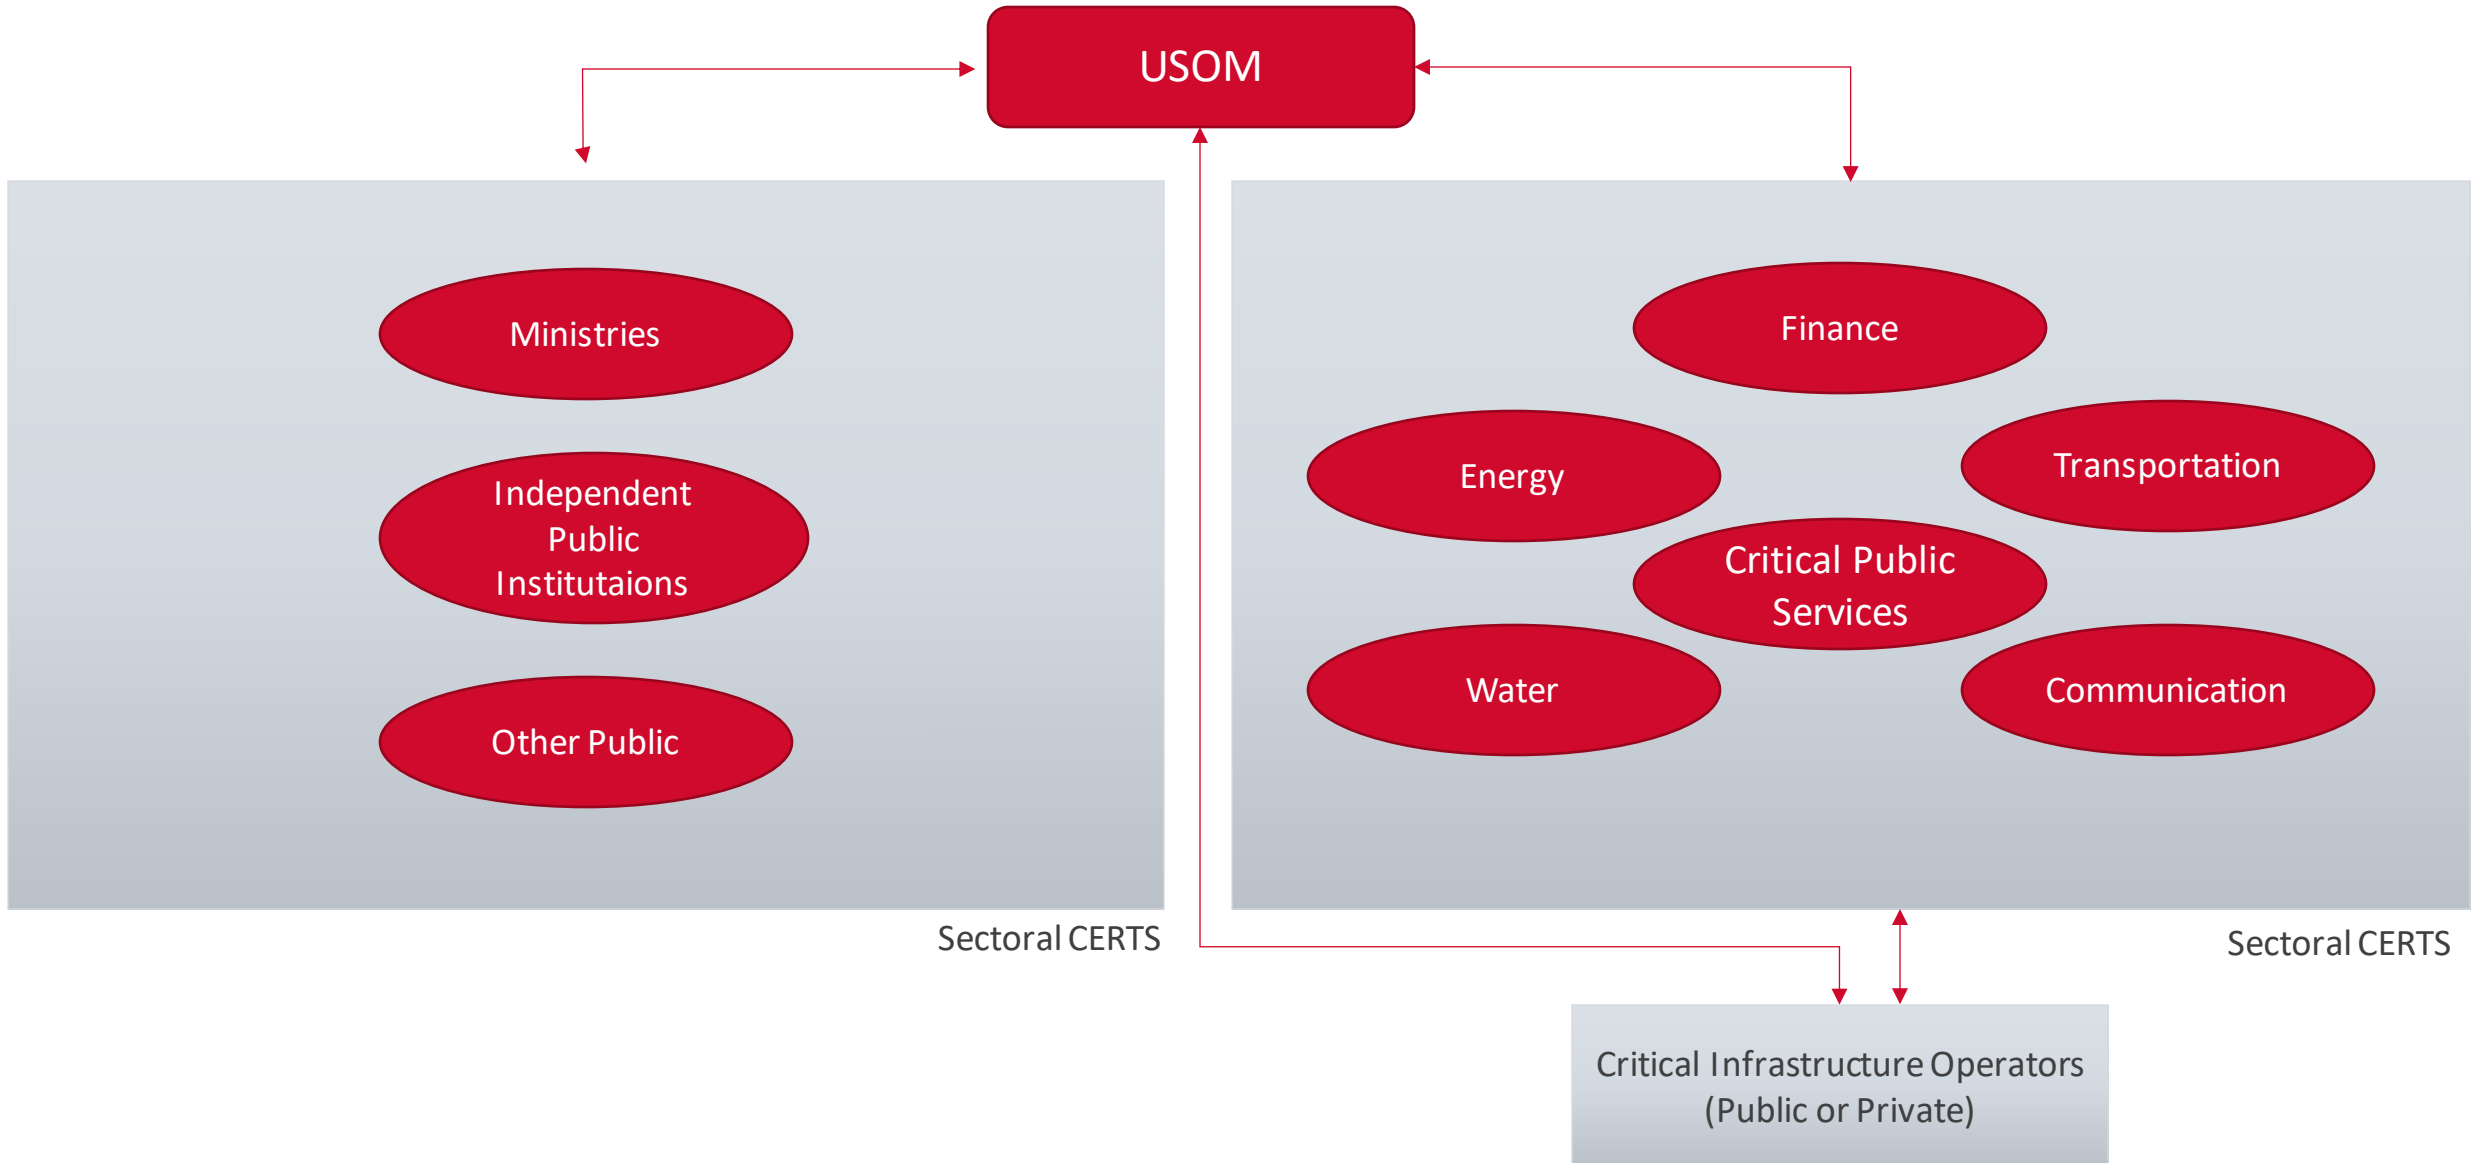 USOM
Ministries
Independent
Public
Institutaions
Other Public
Sectoral CERTS
Finance
Energy
Transportation
Critical Public
Services
Water
Communication
Sectoral CERTS
Critical Infrastructure Operators
(Public or Private)